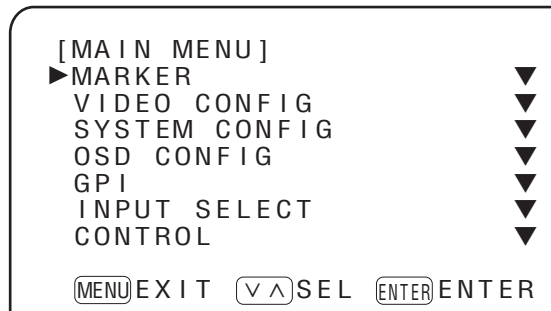 [MAIN MENU]
▶MARKER ▼
VIDEO CONFIG ▼
SYSTEM CONFIG ▼
OSD CONFIG ▼
GPI ▼
INPUT SELECT ▼
CONTROL ▼
MENU EXIT ∨∧ SEL ENTER ENTER